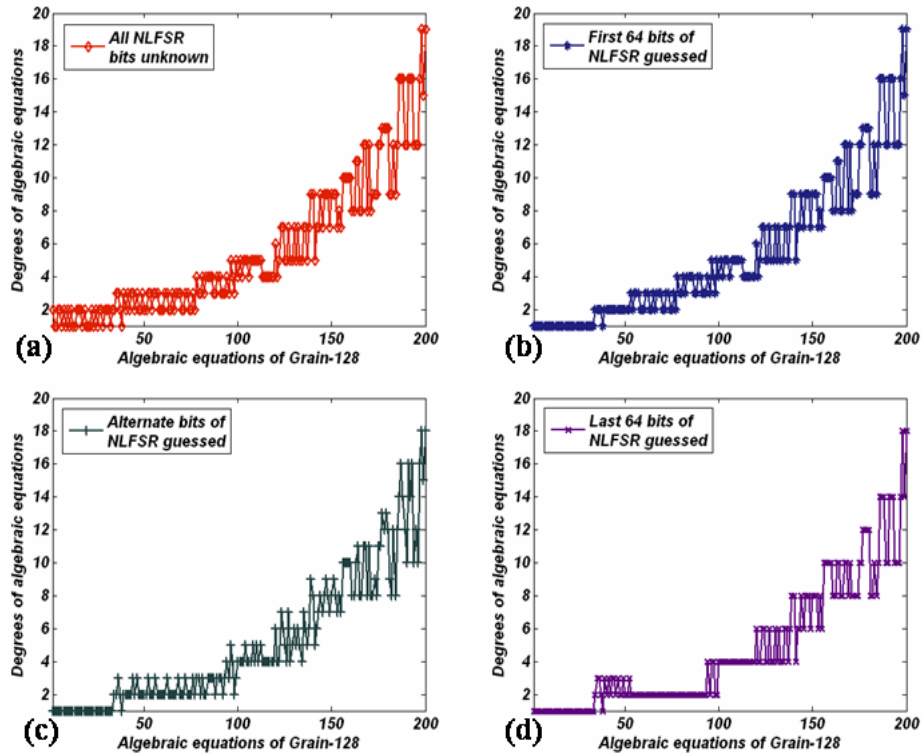 20
18
16
14
12
10
8
6
4
2
Degrees of algebraic equations
All NLFSR
bits unknown
50
100
150
200
(a)
Algebraic equations of Grain-128
20
18
16
14
12
10
8
6
4
2
Degrees of algebraic equations
First 64 bits of
NLFSR guessed
50
100
150
200
(b)
Algebraic equations of Grain-128
20
18
16
14
12
10
8
6
4
2
Degrees of algebraic equations
Alternate bits of
NLFSR guessed
50
100
150
200
(c)
Algebraic equations of Grain-128
20
18
16
14
12
10
8
6
4
2
Degrees of algebraic equations
Last 64 bits of
NLFSR guessed
50
100
150
200
(d)
Algebraic equations of Grain-128